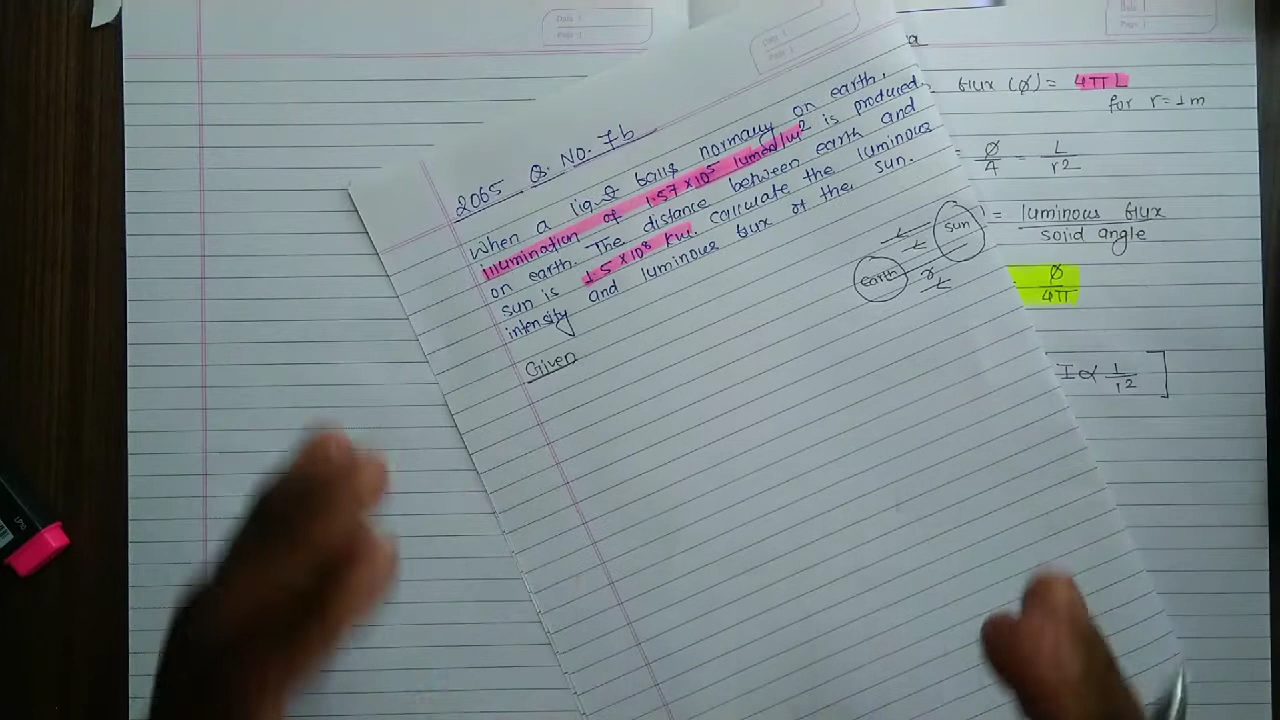 2065 Q. NO. 7b
When a light falls normally on earth,
illumination of 1.57 × 10⁵ lumen/m² is produced
on earth. The distance between earth and
sun is 1.5 × 10⁸ km. calculate the luminous
intensity and luminous flux of the sun.
sun
earth
r
Given
flux (Φ) = 4πL
for r = 1m
= Φ/A = L/r²
= luminous flux / solid angle
Φ/4π
I ∝ 1/r² ]